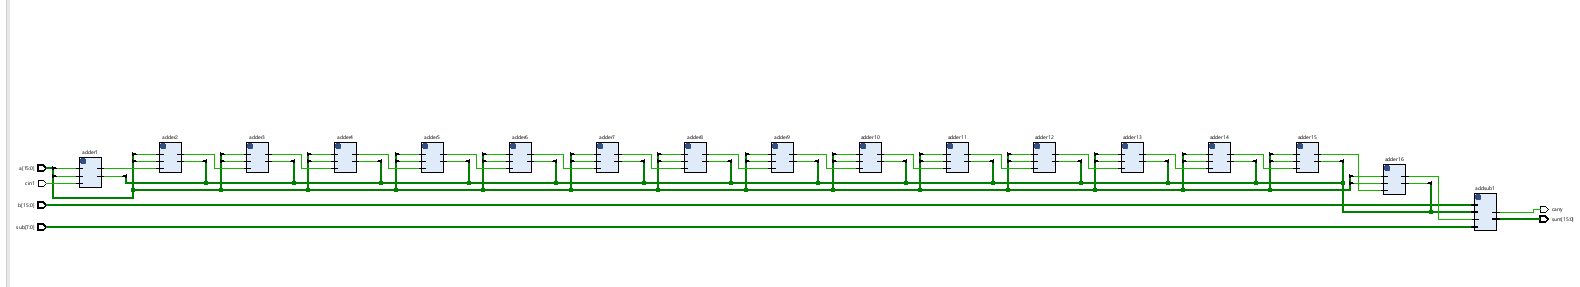 adder2
adder3
adder4
adder5
adder6
adder7
adder8
adder9
adder10
adder11
adder12
adder13
adder14
adder15
adder1
adder16
a[15:0]
cin1
addsub1
b[15:0]
carry
sum[15:0]
sub[7:0]